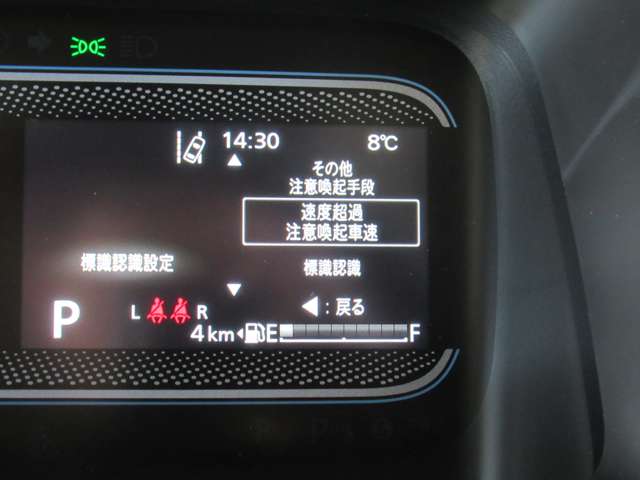 14:30 8℃
その他
注意喚起手段
速度超過
注意喚起車速
標識認識設定
標識認識
◀:戻る
P
L R
4km E F